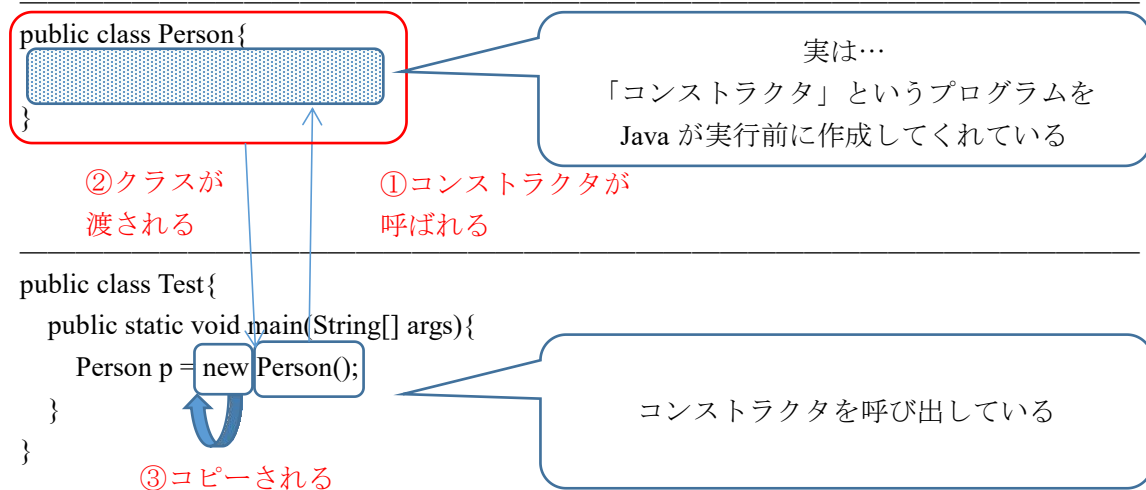 public class Person{
}
実は…
「コンストラクタ」というプログラムを
Java が実行前に作成してくれている
②クラスが
渡される
①コンストラクタが
呼ばれる
public class Test{
public static void main(String[] args){
Person p = new Person();
}
}
コンストラクタを呼び出している
③コピーされる